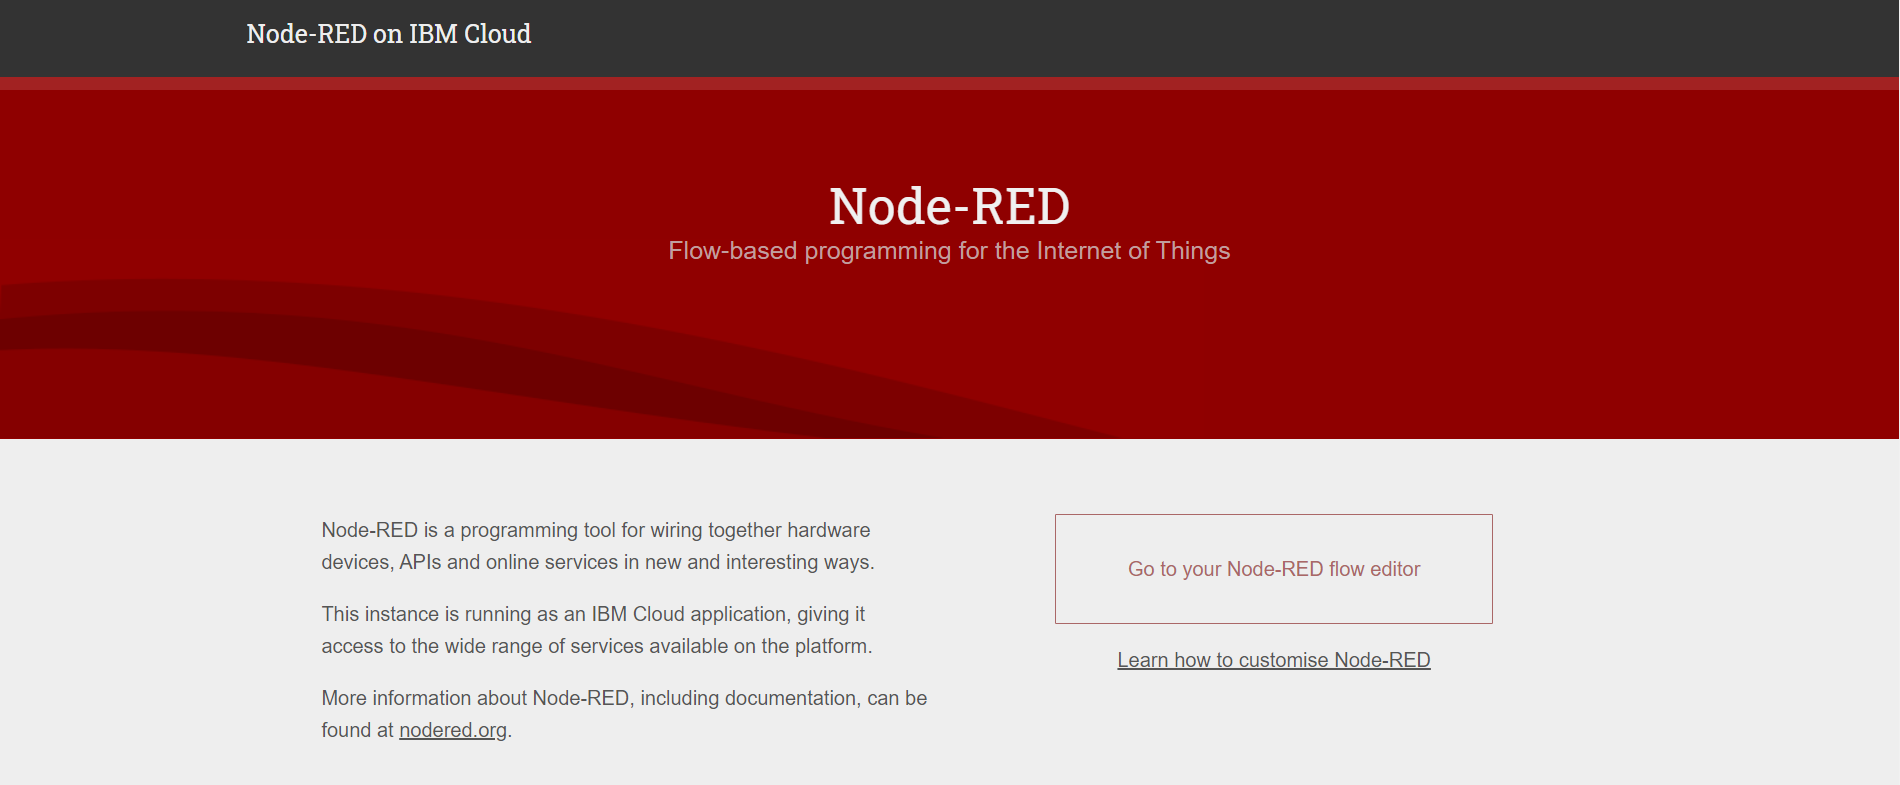 Node-RED on IBM Cloud
Node-RED
Flow-based programming for the Internet of Things
Node-RED is a programming tool for wiring together hardware
devices, APIs and online services in new and interesting ways.
This instance is running as an IBM Cloud application, giving it
access to the wide range of services available on the platform.
More information about Node-RED, including documentation, can be
found at nodered.org.
Go to your Node-RED flow editor
Learn how to customise Node-RED